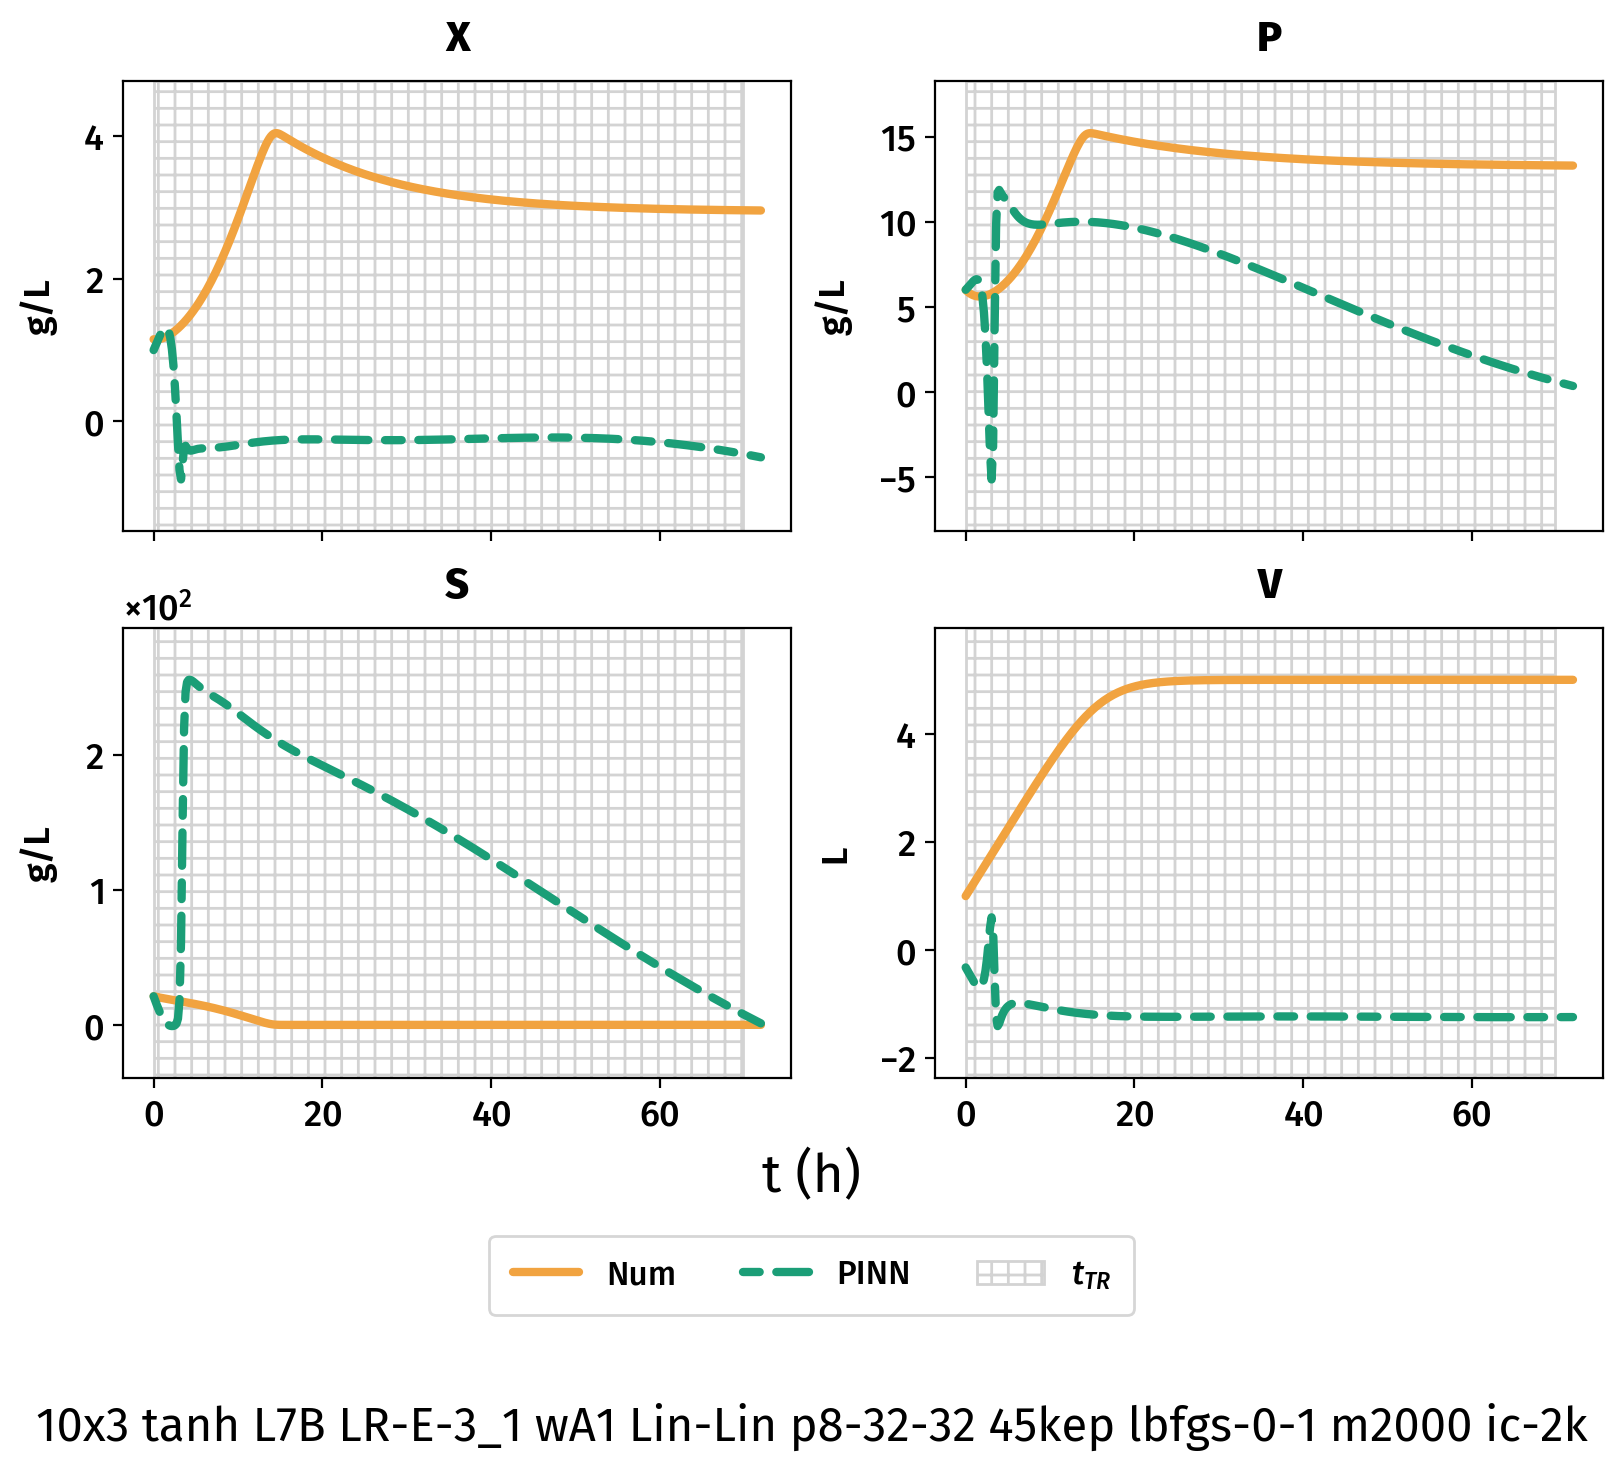 X
P
g/L
4
2
0
g/L
15
10
5
0
−5
S
V
×10²
g/L
2
1
0
L
4
2
0
−2
0 20 40 60
0 20 40 60
t (h)
Num PINN t_TR
10x3 tanh L7B LR-E-3_1 wA1 Lin-Lin p8-32-32 45kep lbfgs-0-1 m2000 ic-2k